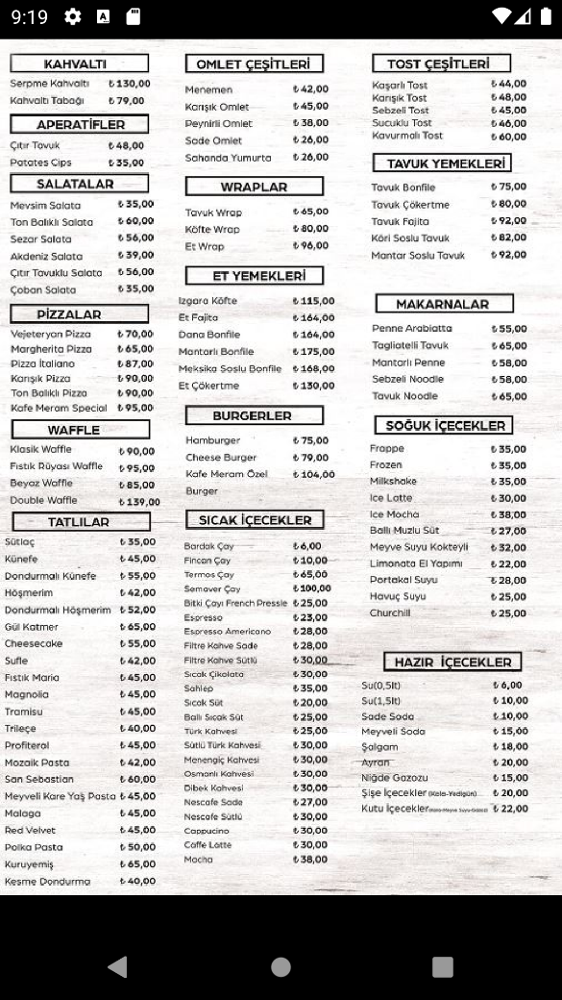 9:19
KAHVALTI
Serpme Kahvaltı ₺130,00
Kahvaltı Tabağı ₺79,00
APERATİFLER
Çıtır Tavuk ₺48,00
Patates Cips ₺35,00
SALATALAR
Mevsim Salata ₺35,00
Ton Balıklı Salata ₺60,00
Sezar Salata ₺56,00
Akdeniz Salata ₺39,00
Çıtır Tavuklu Salata ₺56,00
Çoban Salata ₺35,00
PİZZALAR
Vejeteryan Pizza ₺70,00
Margherita Pizza ₺65,00
Pizza İtaliano ₺87,00
Karışık Pizza ₺90,00
Ton Balıklı Pizza ₺90,00
Kafe Meram Special ₺95,00
WAFFLE
Klasik Waffle ₺90,00
Fıstık Rüyası Waffle ₺95,00
Beyaz Waffle ₺85,00
Double Waffle ₺139,00
TATLILAR
Sütlaç ₺35,00
Künefe ₺45,00
Dondurmalı Künefe ₺55,00
Höşmerim ₺42,00
Dondurmalı Höşmerim ₺52,00
Gül Katmer ₺65,00
Cheesecake ₺55,00
Sufle ₺42,00
Fıstık Maria ₺45,00
Magnolia ₺45,00
Tramisu ₺45,00
Trileçe ₺40,00
Profiterol ₺45,00
Mozaik Pasta ₺42,00
San Sebastian ₺60,00
Meyveli Kare Yaş Pasta ₺45,00
Malaga ₺45,00
Red Velvet ₺45,00
Polka Pasta ₺50,00
Kuruyemiş ₺65,00
Kesme Dondurma ₺40,00
OMLET ÇEŞİTLERİ
Menemen ₺42,00
Karışık Omlet ₺45,00
Peynirli Omlet ₺38,00
Sade Omlet ₺26,00
Sahanda Yumurta ₺26,00
WRAPLAR
Tavuk Wrap ₺65,00
Köfte Wrap ₺80,00
Et Wrap ₺96,00
ET YEMEKLERİ
Izgara Köfte ₺115,00
Et Fajita ₺164,00
Dana Bonfile ₺164,00
Mantarlı Bonfile ₺175,00
Meksika Soslu Bonfile ₺168,00
Et Çökertme ₺130,00
BURGERLER
Hamburger ₺75,00
Cheese Burger ₺79,00
Kafe Meram Özel ₺104,00
Burger
SICAK İÇECEKLER
Bardak Çay ₺6,00
Fincan Çay ₺10,00
Termos Çay ₺65,00
Semaver Çay ₺100,00
Bitki Çayı French Pressle ₺25,00
Espresso ₺23,00
Espresso Americano ₺28,00
Filtre Kahve Sade ₺28,00
Filtre Kahve Sütlü ₺30,00
Sıcak Çikolata ₺30,00
Sahlep ₺35,00
Sıcak Süt ₺20,00
Ballı Sıcak Süt ₺25,00
Türk Kahvesi ₺25,00
Sütlü Türk Kahvesi ₺30,00
Menengiç Kahvesi ₺30,00
Osmanlı Kahvesi ₺30,00
Dibek Kahvesi ₺30,00
Nescafe Sade ₺27,00
Nescafe Sütlü ₺30,00
Cappucino ₺30,00
Caffe Latte ₺30,00
Mocha ₺38,00
TOST ÇEŞİTLERİ
Kaşarlı Tost ₺44,00
Karışık Tost ₺48,00
Sebzeli Tost ₺45,00
Sucuklu Tost ₺46,00
Kavurmalı Tost ₺60,00
TAVUK YEMEKLERİ
Tavuk Bonfile ₺75,00
Tavuk Çökertme ₺80,00
Tavuk Fajita ₺92,00
Köri Soslu Tavuk ₺82,00
Mantar Soslu Tavuk ₺92,00
MAKARNALAR
Penne Arabiatta ₺55,00
Tagliatelli Tavuk ₺65,00
Mantarlı Penne ₺58,00
Sebzeli Noodle ₺58,00
Tavuk Noodle ₺65,00
SOĞUK İÇECEKLER
Frappe ₺35,00
Frozen ₺35,00
Milkshake ₺35,00
Ice Latte ₺30,00
Ice Mocha ₺38,00
Ballı Muzlu Süt ₺27,00
Meyve Suyu Kokteyli ₺32,00
Limonata El Yapımı ₺22,00
Portakal Suyu ₺28,00
Havuç Suyu ₺25,00
Churchill ₺25,00
HAZIR İÇECEKLER
Su(0,5lt) ₺6,00
Su(1,5lt) ₺10,00
Sade Soda ₺10,00
Meyveli Soda ₺15,00
Şalgam ₺18,00
Ayran ₺20,00
Niğde Gazozu ₺15,00
Şişe İçecekler (Kola-Yedigün) ₺20,00
Kutu İçecekler ₺22,00